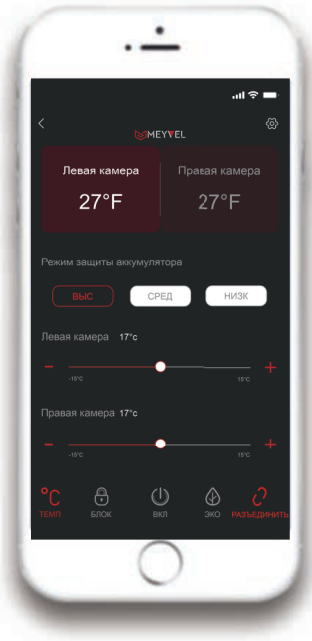 MEYVEL
Левая камера Правая камера
27°F 27°F
Режим защиты аккумулятора
ВЫС СРЕД НИЗК
Левая камера 17°c
-15°C 15°C
Правая камера 17°c
-15°C 15°C
°C
ТЕМП БЛОК ВКЛ ЭКО РАЗЪЕДИНИТЬ